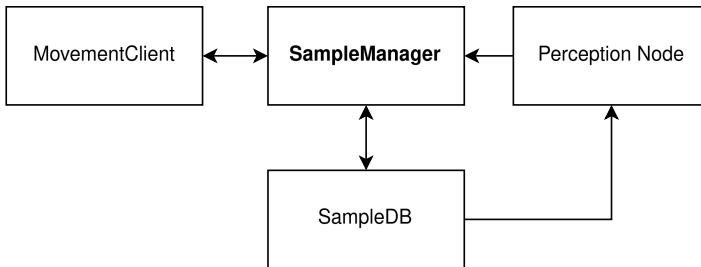 MovementClient
SampleManager
Perception Node
SampleDB